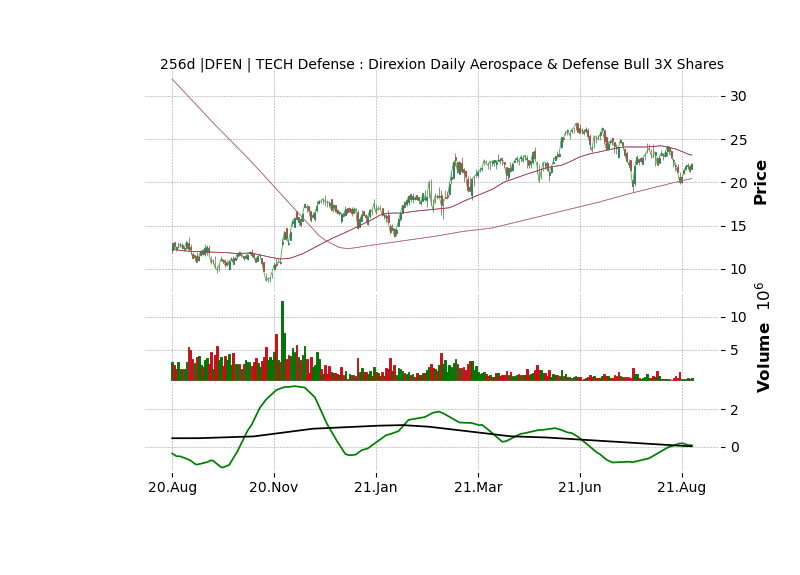 256d |DFEN | TECH Defense : Direxion Daily Aerospace & Defense Bull 3X Shares
30
25
20
15
10
Price
10
5
Volume 10^6
2
0
20.Aug 20.Nov 21.Jan 21.Mar 21.Jun 21.Aug